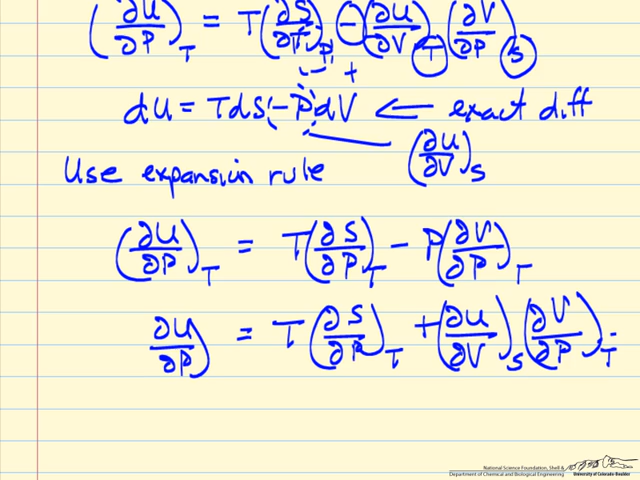 (∂U/∂P)_T = T(∂S/∂P)_P − (∂U/∂V)_T (∂V/∂P)_S
+
dU = TdS − PdV ← exact diff
(∂U/∂V)_S
Use expansion rule
(∂U/∂P)_T = T(∂S/∂P)_T − P(∂V/∂P)_T
∂U/∂P) = T(∂S/∂P)_T + (∂U/∂V)_S (∂V/∂P)_T
National Science Foundation, Shell &
Department of Chemical and Biological Engineering
University of Colorado Boulder